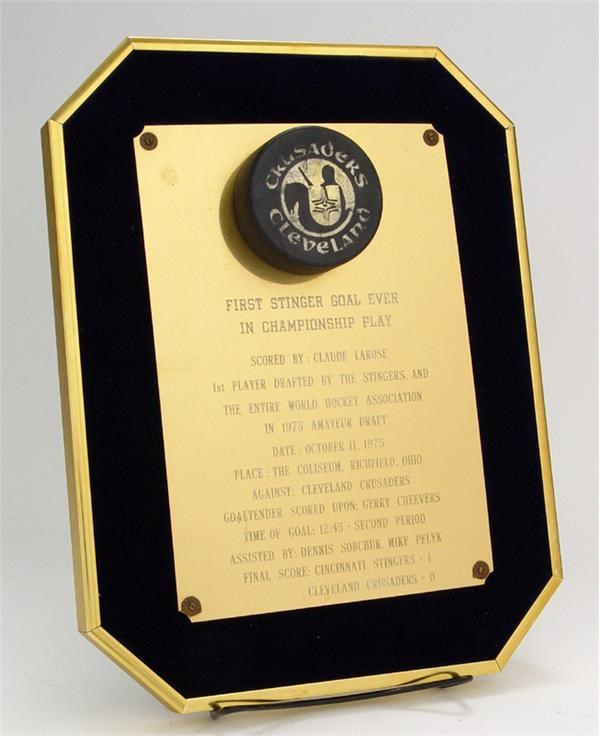 CRUSADERS
CLEVELAND
FIRST STINGER GOAL EVER
IN CHAMPIONSHIP PLAY
SCORED BY : CLAUDE LAROSE
1st PLAYER DRAFTED BY THE STINGERS, AND
THE ENTIRE WORLD HOCKEY ASSOCIATION
IN 1975 AMATEUR DRAFT
DATE : OCTOBER 11, 1975
PLACE : THE COLISEUM, RICHFIELD, OHIO
AGAINST: CLEVELAND CRUSADERS
GOALTENDER SCORED UPON: GERRY CHEEVERS
TIME OF GOAL: 12:45 - SECOND PERIOD
ASSISTED BY: DENNIS SOBCHUK, MIKE PELYK
FINAL SCORE: CINCINNATI STINGERS - 1
CLEVELAND CRUSADERS - 0